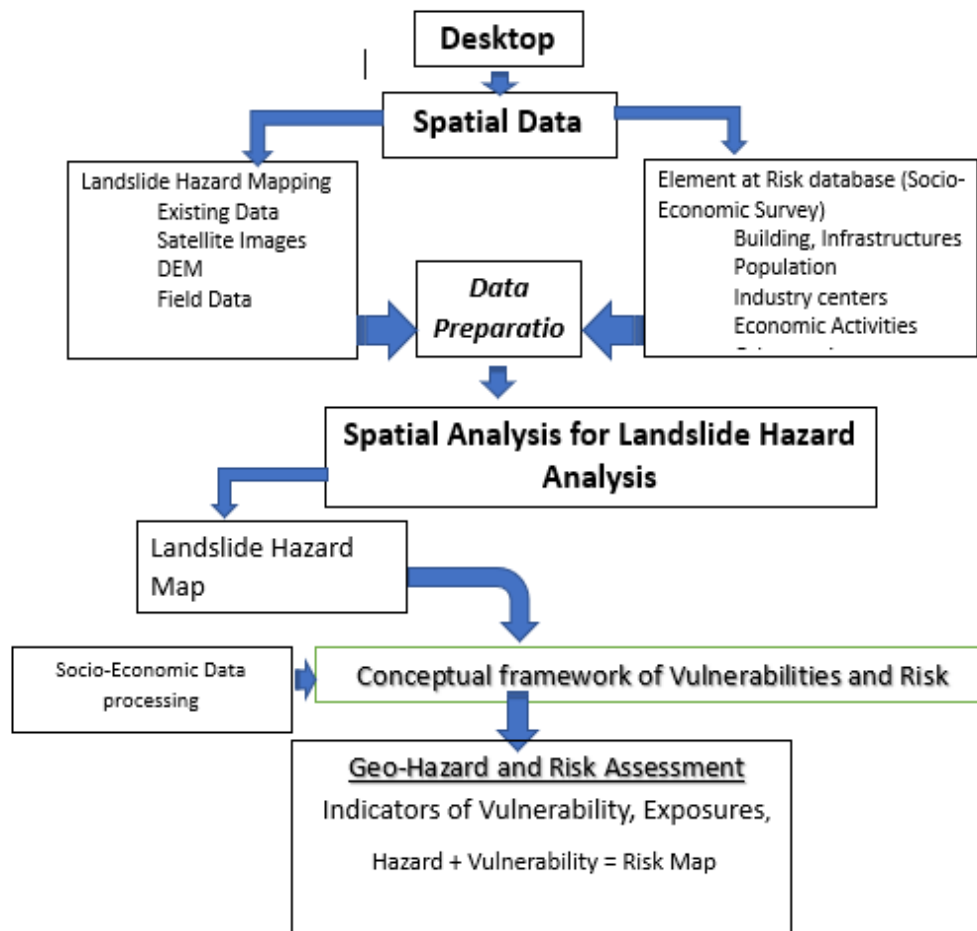 Desktop
Spatial Data
Landslide Hazard Mapping
Existing Data
Satellite Images
DEM
Field Data
Element at Risk database (Socio-
Economic Survey)
Building, Infrastructures
Population
Industry centers
Economic Activities
Data
Preparatio
Spatial Analysis for Landslide Hazard
Analysis
Landslide Hazard
Map
Socio-Economic Data
processing
Conceptual framework of Vulnerabilities and Risk
Geo-Hazard and Risk Assessment
Indicators of Vulnerability, Exposures,
Hazard + Vulnerability = Risk Map